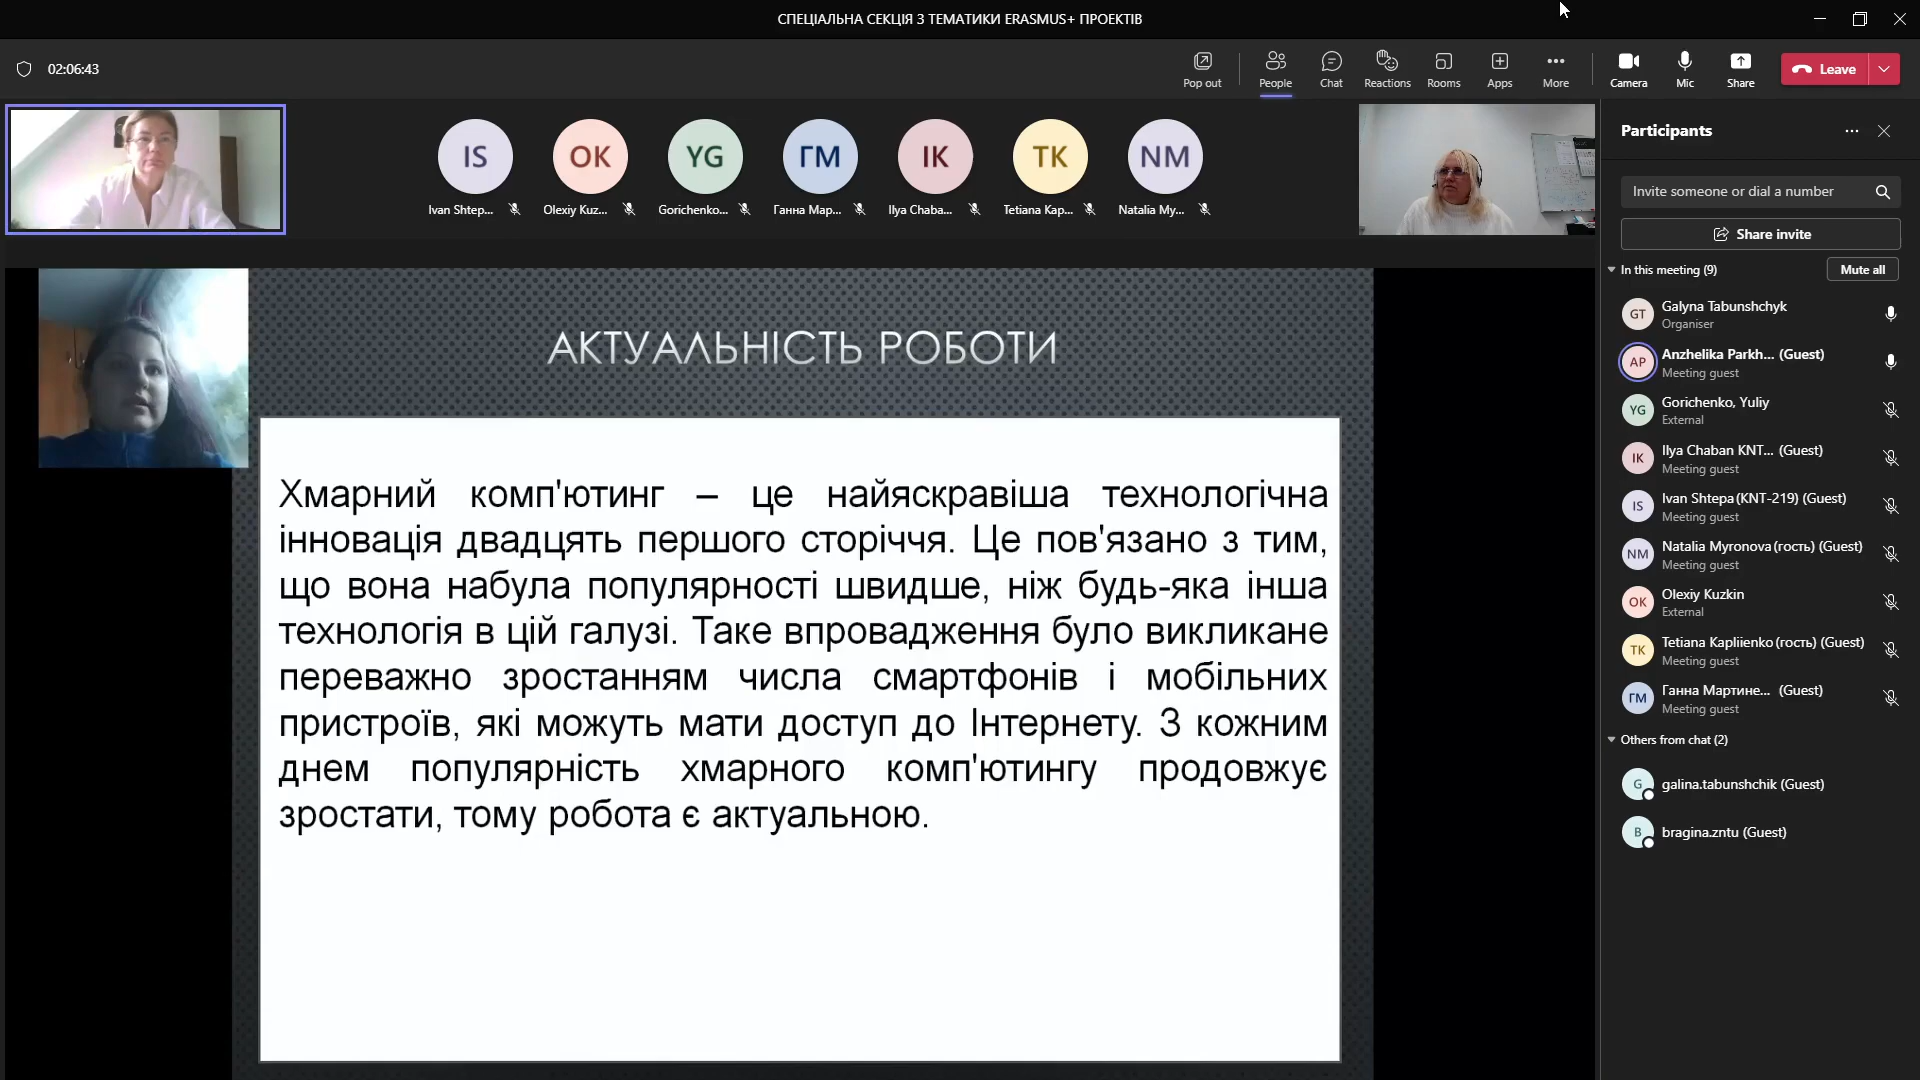 СПЕЦІАЛЬНА СЕКЦІЯ З ТЕМАТИКИ ERASMUS+ ПРОЕКТІВ
02:06:43
Pop out
People
Chat
Reactions
Rooms
Apps
More
Camera
Mic
Share
Leave
IS
OK
YG
ГМ
IK
TK
NM
Ivan Shtep...
Olexiy Kuz...
Gorichenko...
Ганна Мар...
Ilya Chaba...
Tetiana Kap...
Natalia My...
АКТУАЛЬНІСТЬ РОБОТИ
Хмарний комп'ютинг – це найяскравіша технологічна
інновація двадцять першого сторіччя. Це пов'язано з тим,
що вона набула популярності швидше, ніж будь-яка інша
технологія в цій галузі. Таке впровадження було викликане
переважно зростанням числа смартфонів і мобільних
пристроїв, які можуть мати доступ до Інтернету. З кожним
днем популярність хмарного комп'ютингу продовжує
зростати, тому робота є актуальною.
Participants
Invite someone or dial a number
Share invite
In this meeting (9)
Mute all
GT
Galyna Tabunshchyk
Organiser
AP
Anzhelika Parkh... (Guest)
Meeting guest
YG
Gorichenko, Yuliy
External
IK
Ilya Chaban KNT... (Guest)
Meeting guest
IS
Ivan Shtepa(KNT-219) (Guest)
Meeting guest
NM
Natalia Myronova(гость) (Guest)
Meeting guest
OK
Olexiy Kuzkin
External
TK
Tetiana Kapliienko(гость) (Guest)
Meeting guest
ГМ
Ганна Мартине... (Guest)
Meeting guest
Others from chat (2)
G
galina.tabunshchik (Guest)
B
bragina.zntu (Guest)